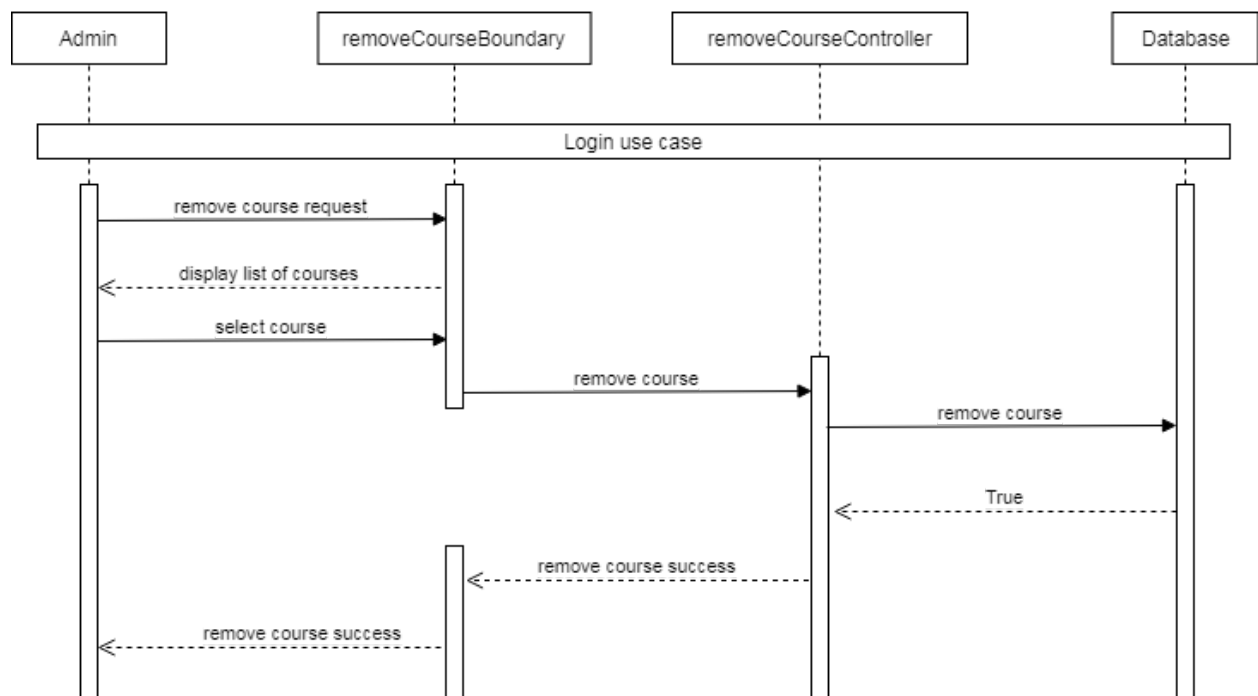 Admin
removeCourseBoundary
removeCourseController
Database
Login use case
remove course request
display list of courses
select course
remove course
remove course
True
remove course success
remove course success